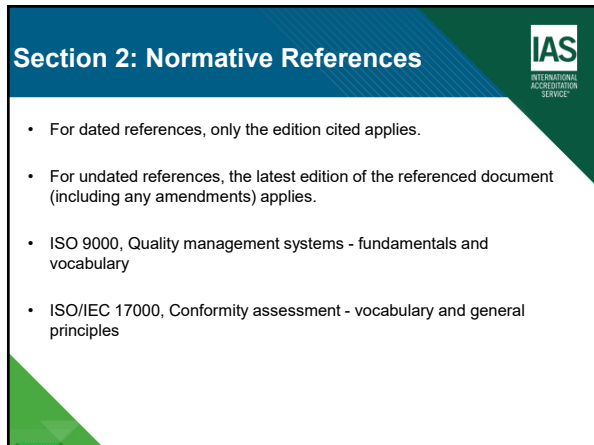 Section 2: Normative References
IAS
INTERNATIONAL
ACCREDITATION
SERVICE®
• For dated references, only the edition cited applies.
• For undated references, the latest edition of the referenced document
(including any amendments) applies.
• ISO 9000, Quality management systems - fundamentals and
vocabulary
• ISO/IEC 17000, Conformity assessment - vocabulary and general
principles